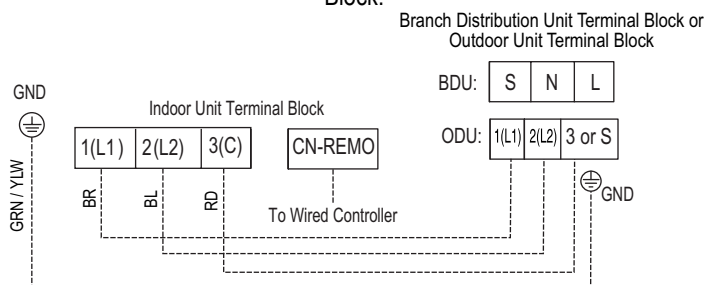 Block.
Branch Distribution Unit Terminal Block or
Outdoor Unit Terminal Block
BDU: S N L
GND
Indoor Unit Terminal Block
1(L1) 2(L2) 3(C) CN-REMO
ODU: 1(L1) 2(L2) 3 or S
GND
GRN / YLW
BR BL RD
To Wired Controller